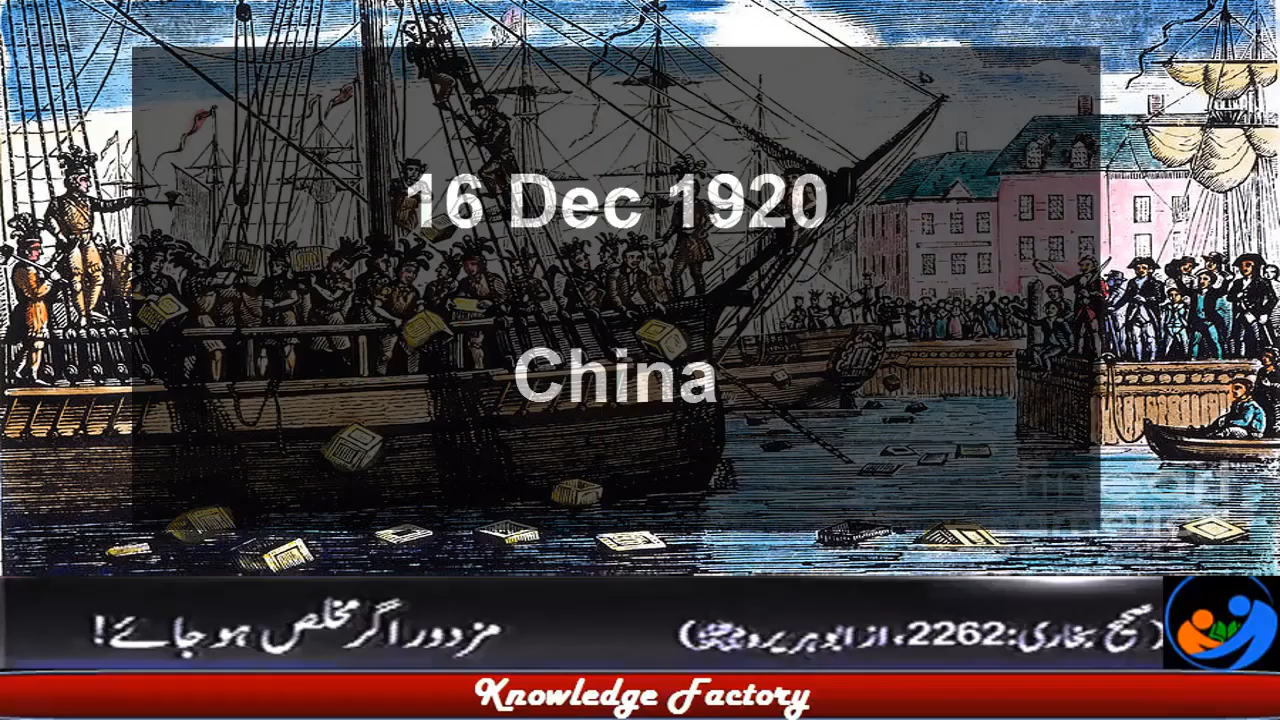 16 Dec 1920
China
(صحیح بخاری:2262، از ابوہریرہؓ)
مزدور اگر مخلص ہو جائے!
Knowledge Factory